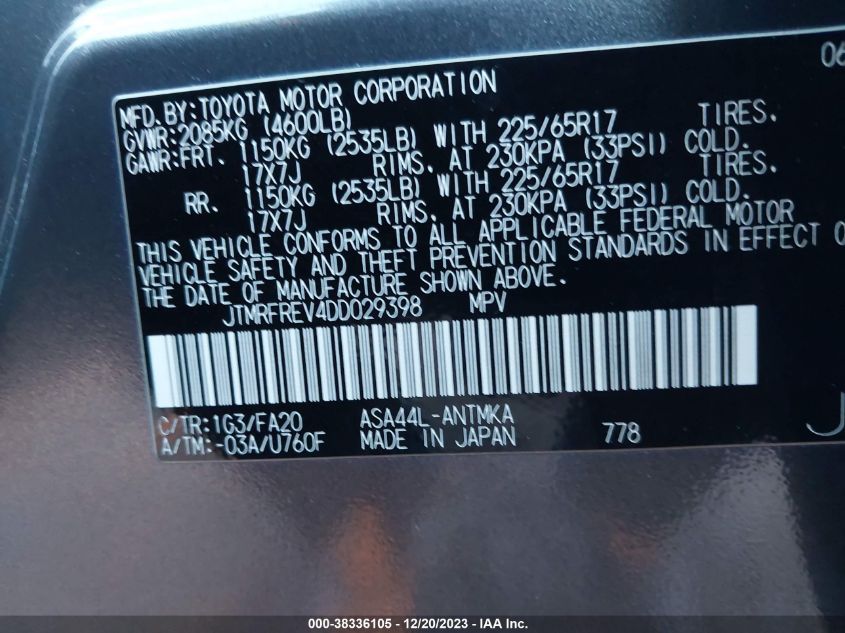 06
MFD.BY:TOYOTA MOTOR CORPORATION
GVWR:2085KG (4600LB)
GAWR:FRT. 1150KG (2535LB) WITH 225/65R17 TIRES.
17X7J RIMS. AT 230KPA (33PSI) COLD.
RR. 1150KG (2535LB) WITH 225/65R17 TIRES.
17X7J RIMS. AT 230KPA (33PSI) COLD.
THIS VEHICLE CONFORMS TO ALL APPLICABLE FEDERAL MOTOR
VEHICLE SAFETY AND THEFT PREVENTION STANDARDS IN EFFECT O
THE DATE OF MANUFACTURE SHOWN ABOVE.
JTMRFREV4DD029398 MPV
C/TR:1G3/FA20 ASA44L-ANTMKA
A/TM:-03A/U760F MADE IN JAPAN 778
J
000-38336105 - 12/20/2023 - IAA Inc.